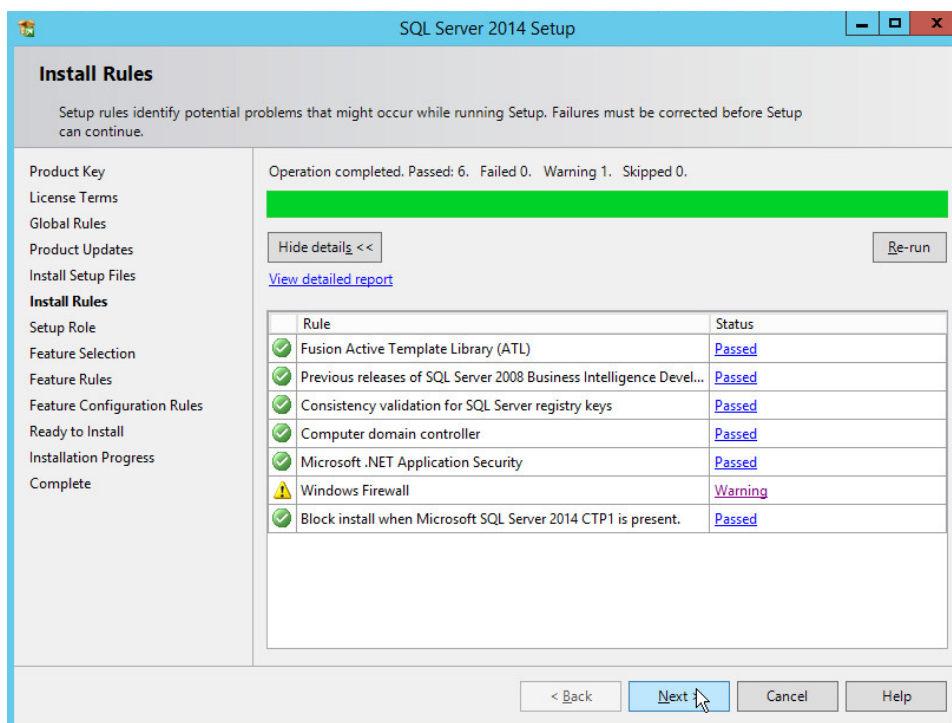 SQL Server 2014 Setup
Install Rules
Setup rules identify potential problems that might occur while running Setup. Failures must be corrected before Setup
can continue.
Product Key
License Terms
Global Rules
Product Updates
Install Setup Files
Install Rules
Setup Role
Feature Selection
Feature Rules
Feature Configuration Rules
Ready to Install
Installation Progress
Complete
Operation completed. Passed: 6. Failed 0. Warning 1. Skipped 0.
Hide details <<
Re-run
View detailed report
Rule Status
Fusion Active Template Library (ATL) Passed
Previous releases of SQL Server 2008 Business Intelligence Devel... Passed
Consistency validation for SQL Server registry keys Passed
Computer domain controller Passed
Microsoft .NET Application Security Passed
Windows Firewall Warning
Block install when Microsoft SQL Server 2014 CTP1 is present. Passed
< Back Next > Cancel Help